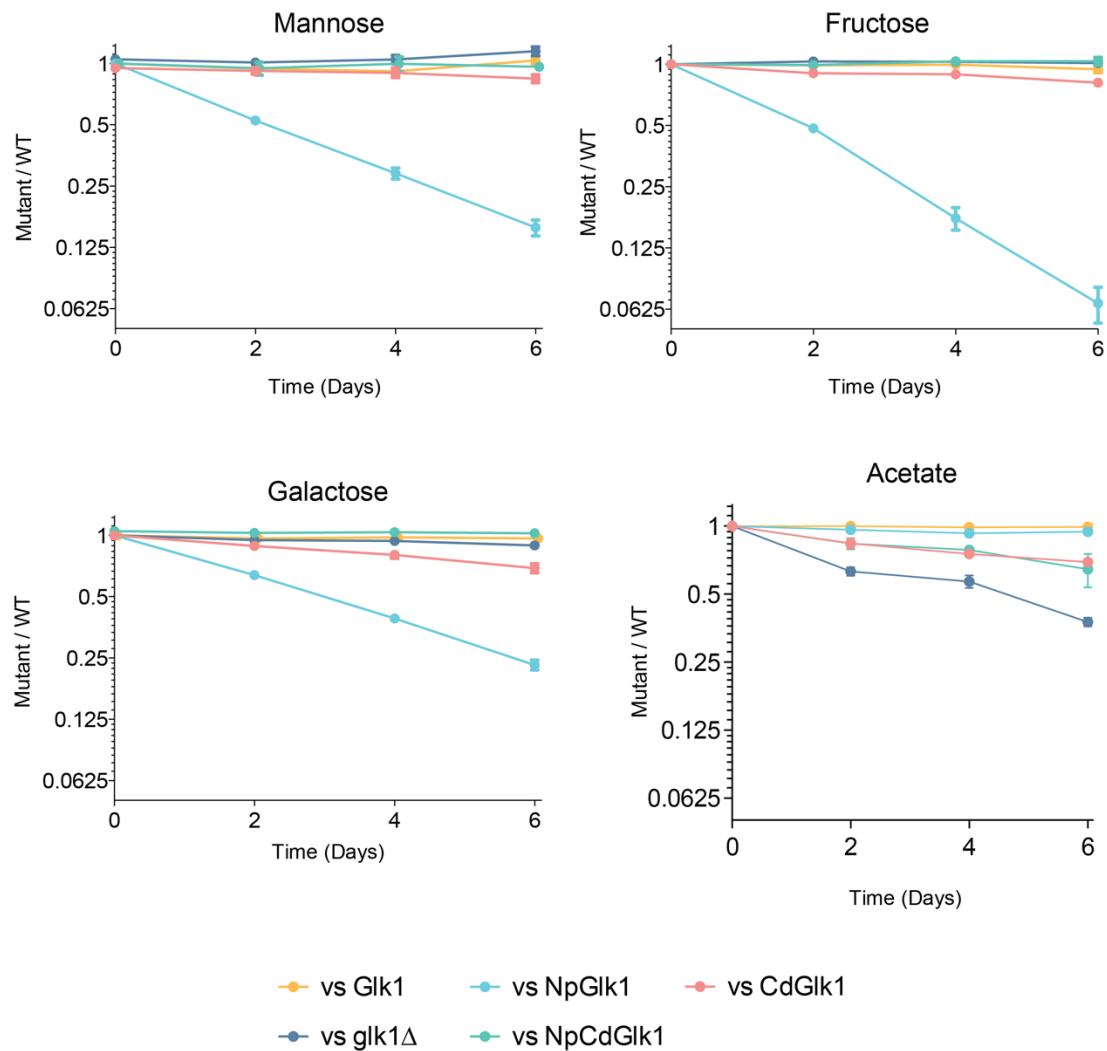 Mannose
Mutant / WT
1
0.5
0.25
0.125
0.0625
0 2 4 6
Time (Days)
Fructose
Mutant / WT
1
0.5
0.25
0.125
0.0625
0 2 4 6
Time (Days)
Galactose
Mutant / WT
1
0.5
0.25
0.125
0.0625
0 2 4 6
Time (Days)
Acetate
Mutant / WT
1
0.5
0.25
0.125
0.0625
0 2 4 6
Time (Days)
vs Glk1 vs NpGlk1 vs CdGlk1
vs glk1Δ vs NpCdGlk1